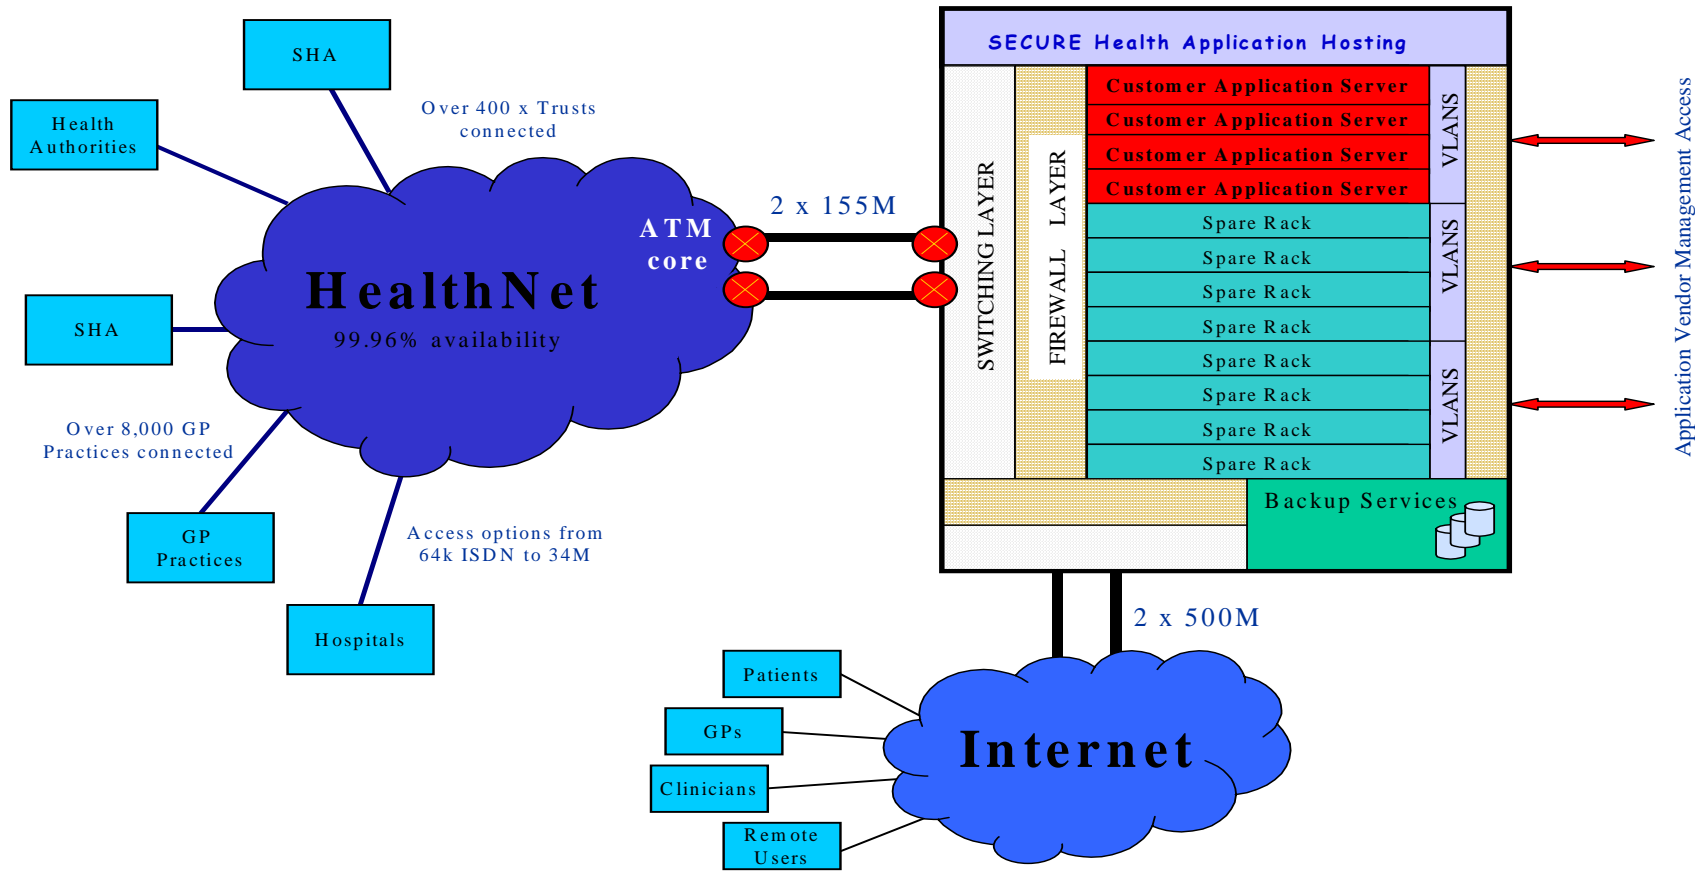 SHA
Health
Authorities
Over 400 x Trusts
connected
SHA
HealthNet
99.96% availability
ATM
core
Over 8,000 GP
Practices connected
GP
Practices
Access options from
64k ISDN to 34M
Hospitals
2 x 155M
SECURE Health Application Hosting
SWITCHING LAYER
FIREWALL LAYER
Customer Application Server
Customer Application Server
Customer Application Server
Customer Application Server
Spare Rack
Spare Rack
Spare Rack
Spare Rack
Spare Rack
Spare Rack
Spare Rack
Spare Rack
VLANS
VLANS
VLANS
Backup Services
Application Vendor Management Access
2 x 500M
Internet
Patients
GPs
Clinicians
Remote
Users